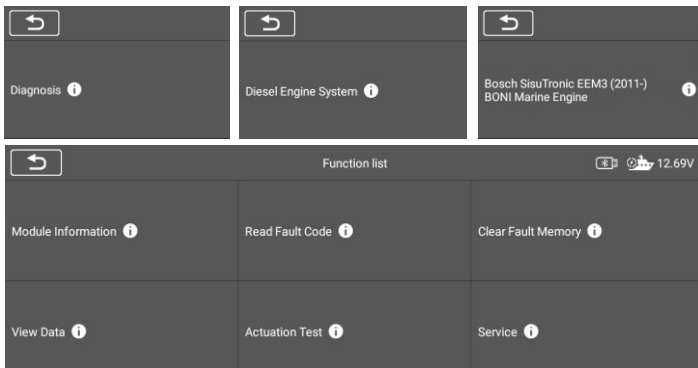 Diagnosis
Diesel Engine System
Bosch SisuTronic EEM3 (2011-)
BONI Marine Engine
Function list
12.69V
Module Information
Read Fault Code
Clear Fault Memory
View Data
Actuation Test
Service